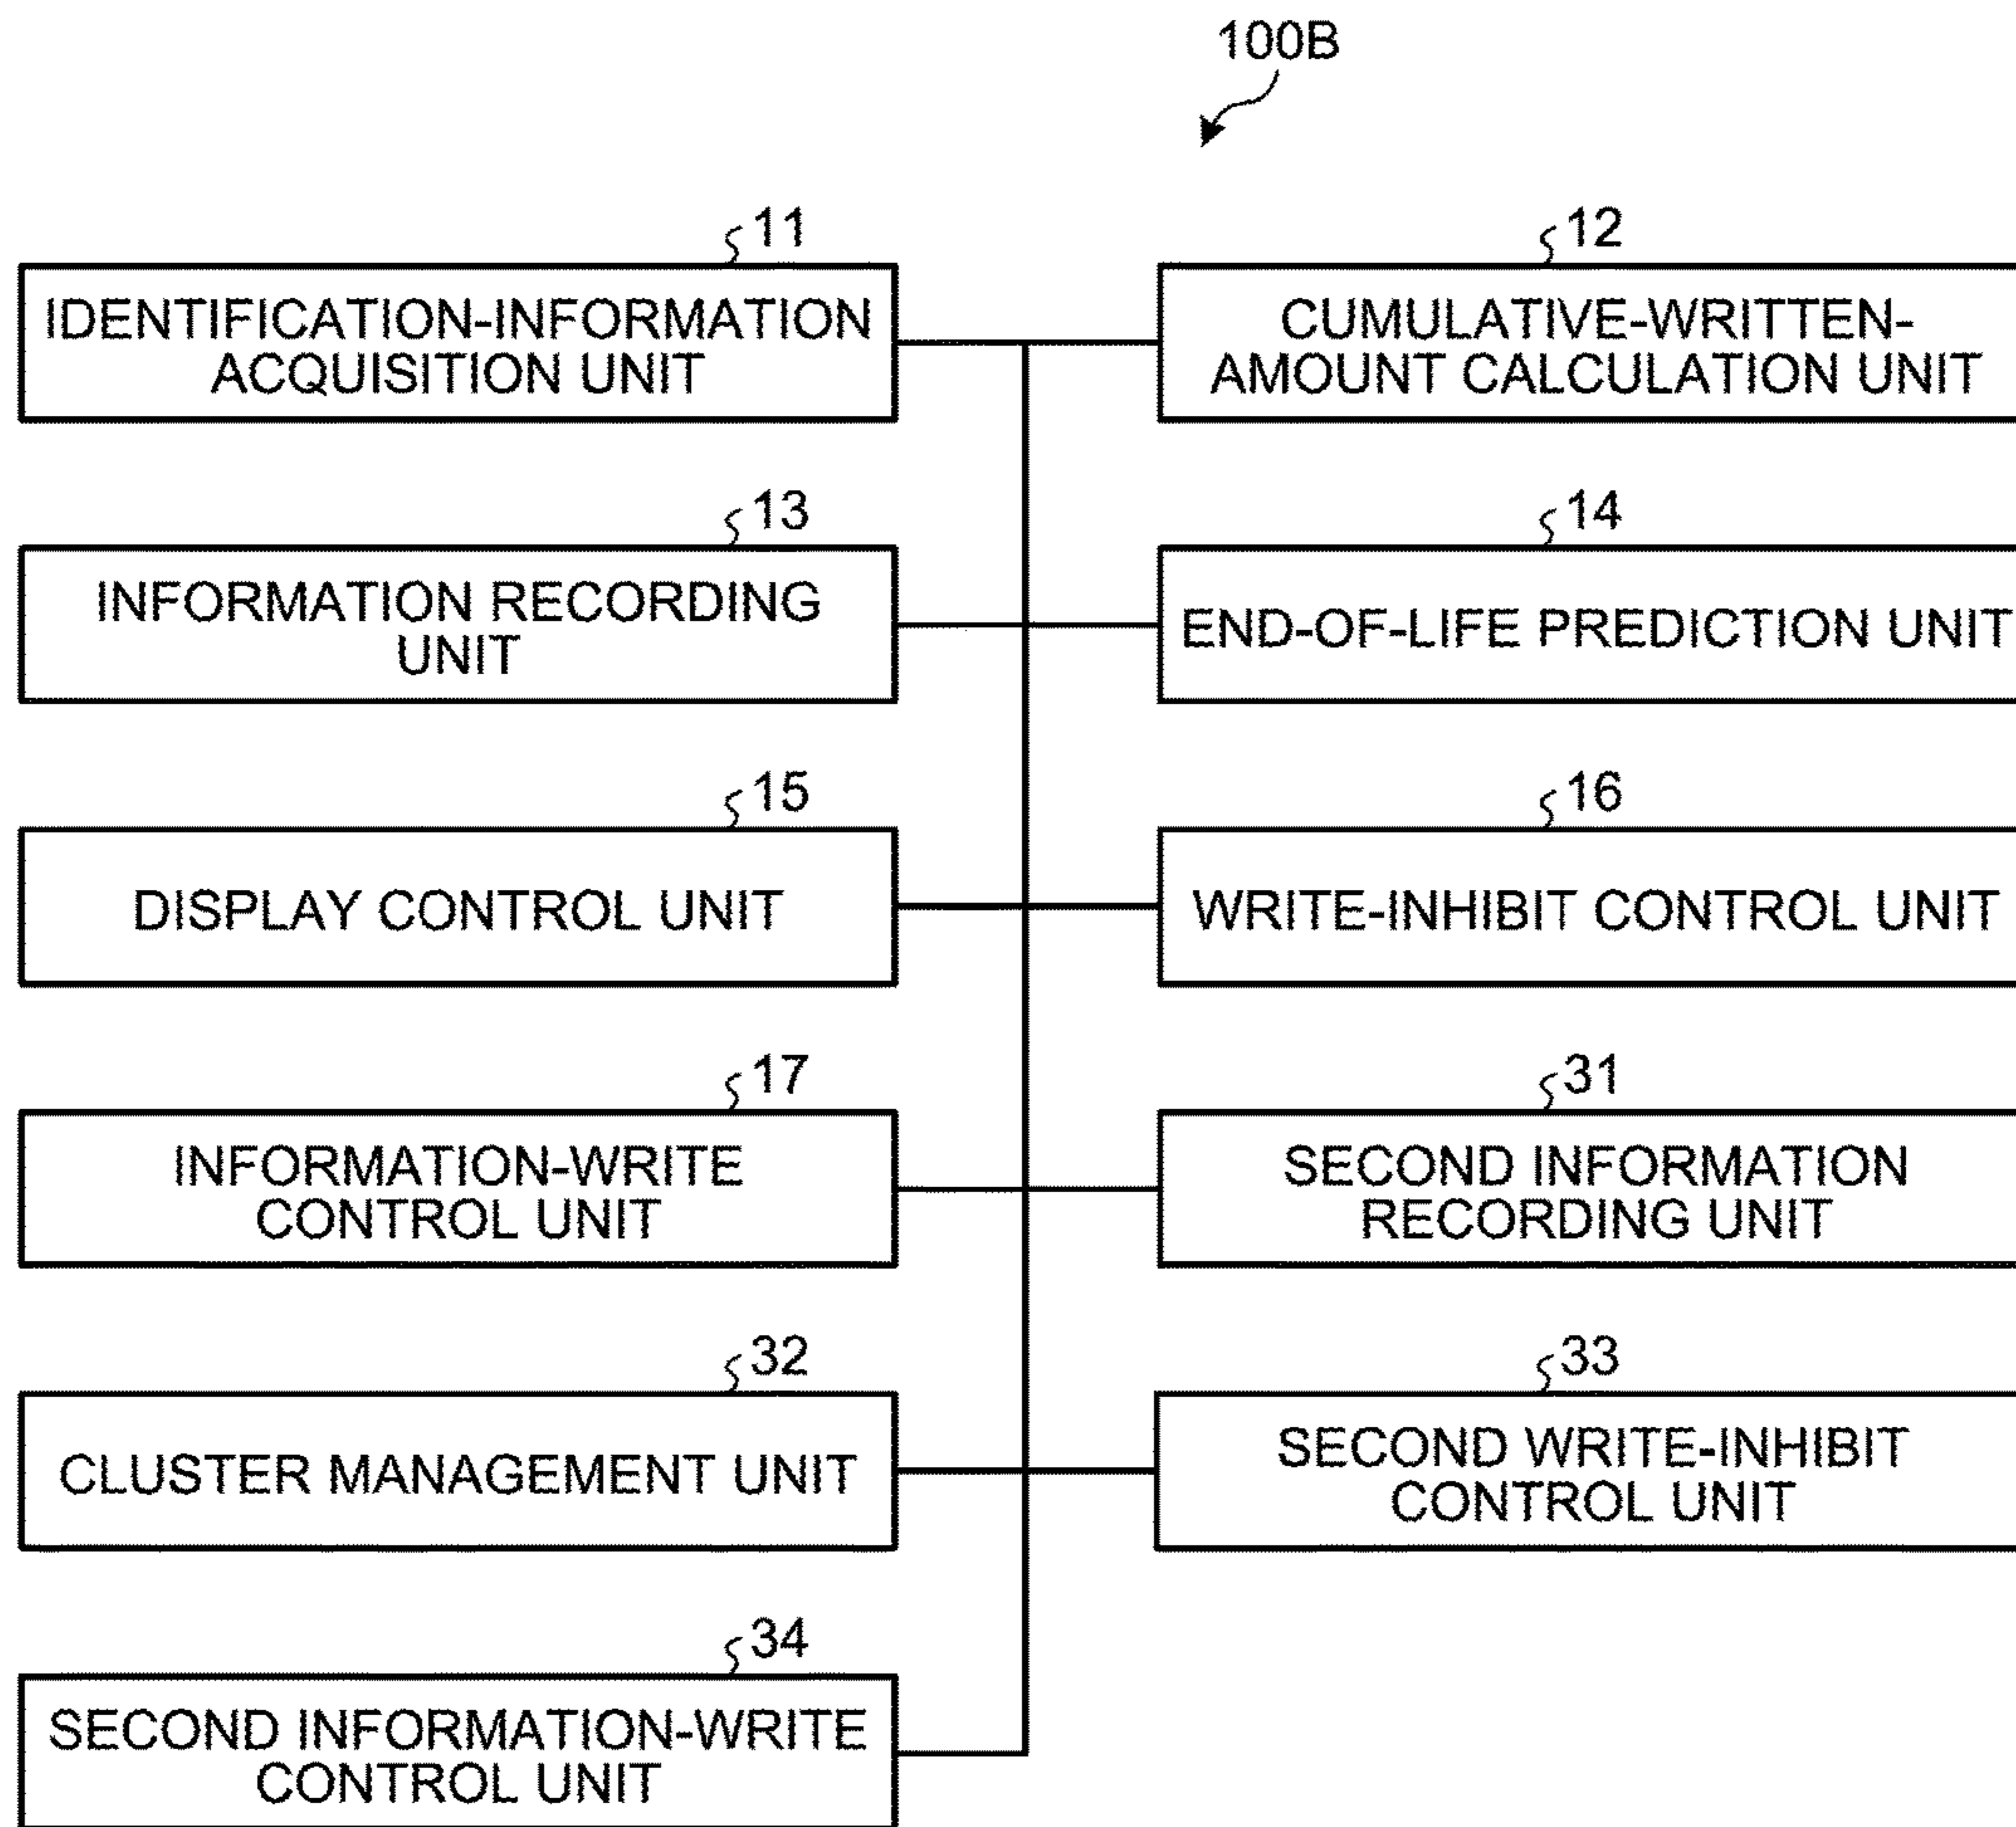 100B
11
IDENTIFICATION-INFORMATION
ACQUISITION UNIT
12
CUMULATIVE-WRITTEN-
AMOUNT CALCULATION UNIT
13
INFORMATION RECORDING
UNIT
14
END-OF-LIFE PREDICTION UNIT
15
DISPLAY CONTROL UNIT
16
WRITE-INHIBIT CONTROL UNIT
17
INFORMATION-WRITE
CONTROL UNIT
31
SECOND INFORMATION
RECORDING UNIT
32
CLUSTER MANAGEMENT UNIT
33
SECOND WRITE-INHIBIT
CONTROL UNIT
34
SECOND INFORMATION-WRITE
CONTROL UNIT